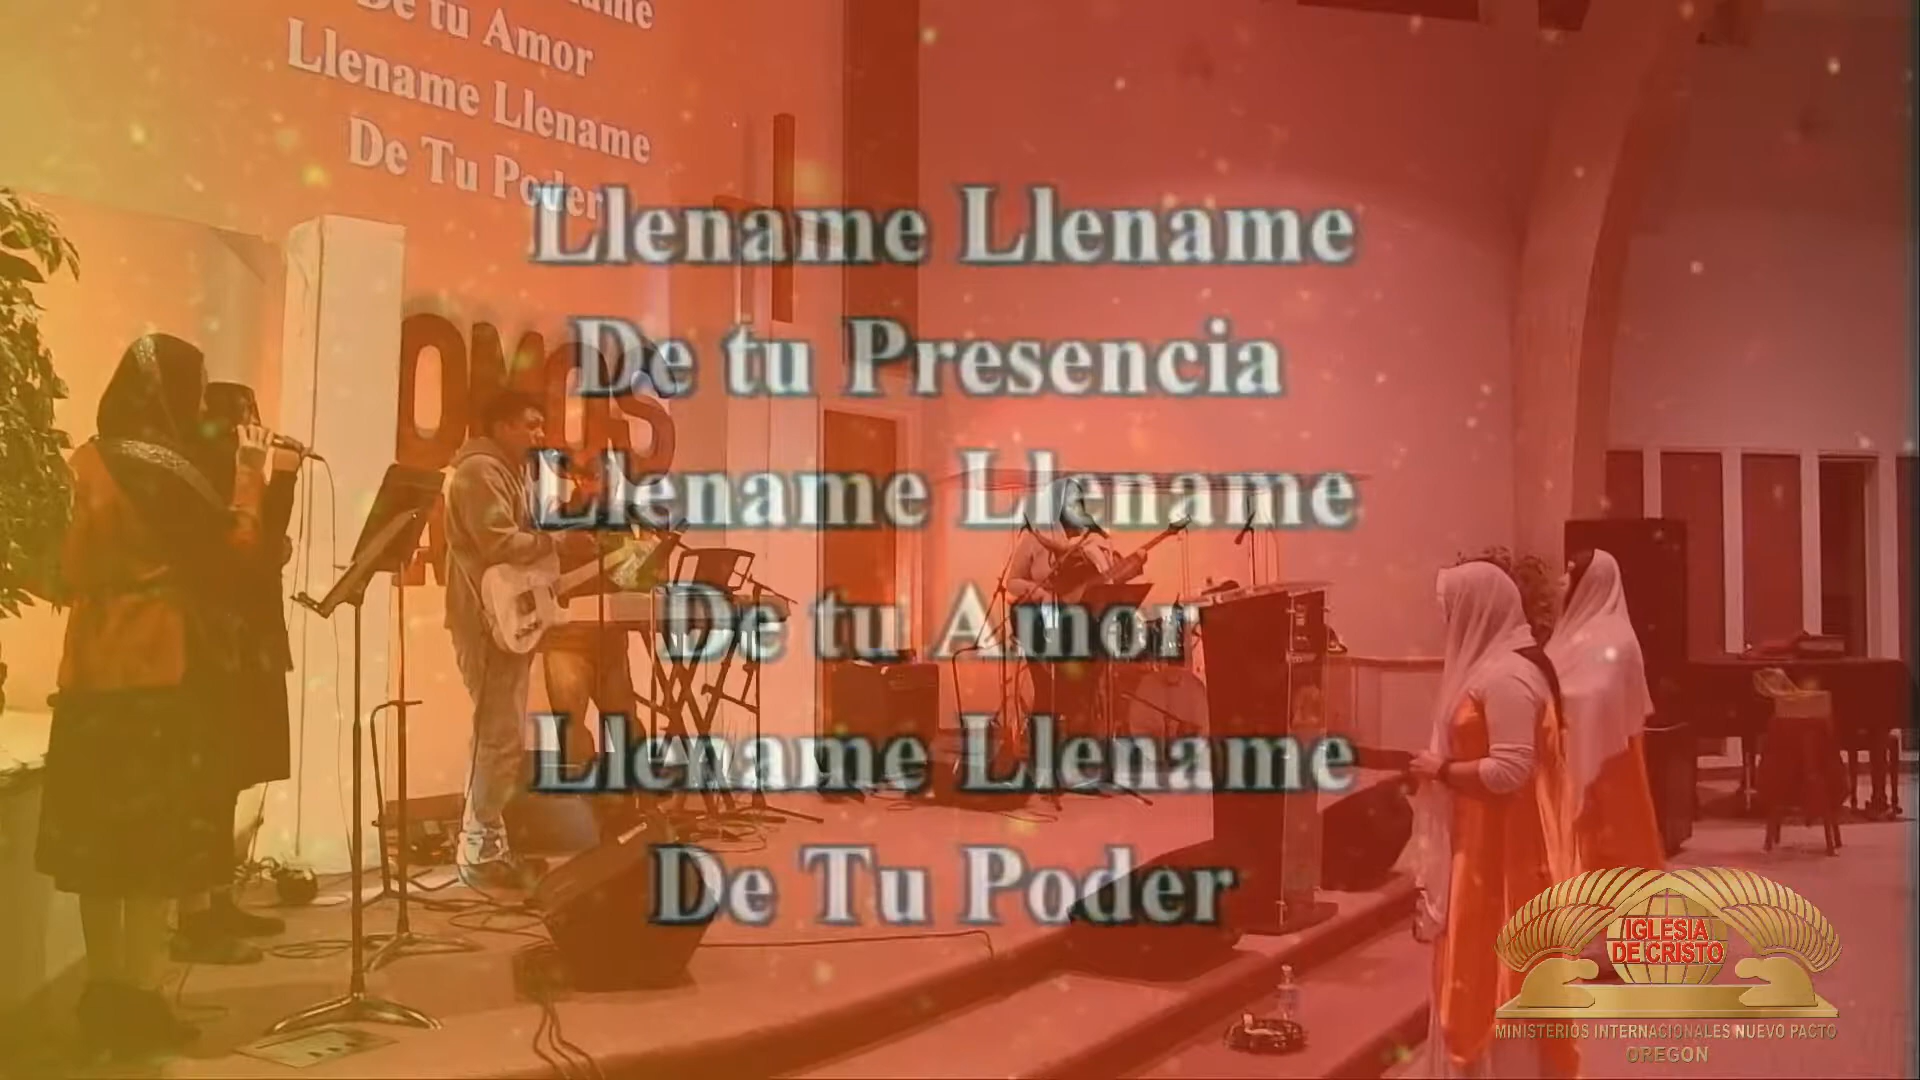 De tu Amor
Llename Llename
De Tu Poder
Llename Llename
De tu Presencia
Llename Llename
De tu Amor
Llename Llename
De Tu Poder
IGLESIA
DE CRISTO
MINISTERIOS INTERNACIONALES NUEVO PACTO
OREGON